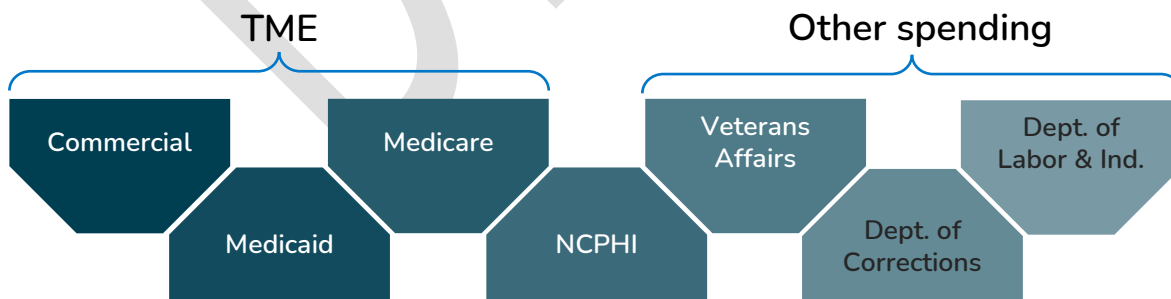 TME
Other spending
Commercial
Medicare
Veterans
Affairs
Dept. of
Labor & Ind.
Medicaid
NCPHI
Dept. of
Corrections